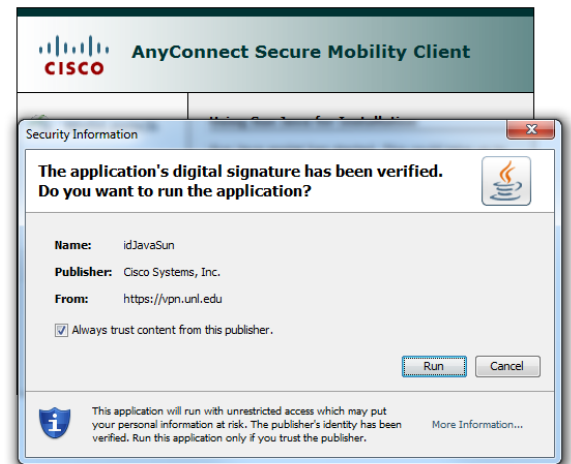 CISCO
AnyConnect Secure Mobility Client
Security Information
The application's digital signature has been verified.
Do you want to run the application?
Name: idJavaSun
Publisher: Cisco Systems, Inc.
From: https://vpn.unl.edu
Always trust content from this publisher.
Run Cancel
This application will run with unrestricted access which may put
your personal information at risk. The publisher's identity has been
verified. Run this application only if you trust the publisher.
More Information...